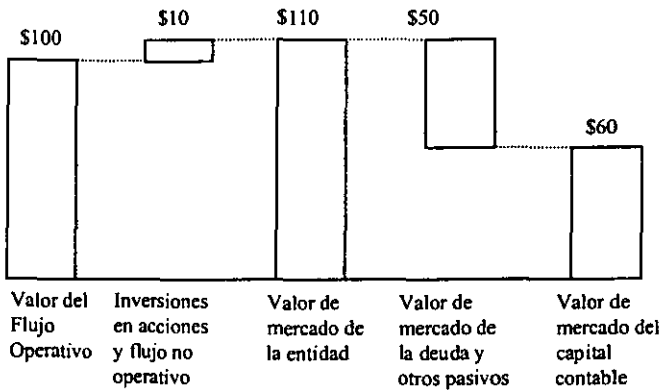 $100
$10
$110
$50
$60
Valor del
Flujo
Operativo
Inversiones
en acciones
y flujo no
operativo
Valor de
mercado de
la entidad
Valor de
mercado de
la deuda y
otros pasivos
Valor de
mercado del
capital
contable